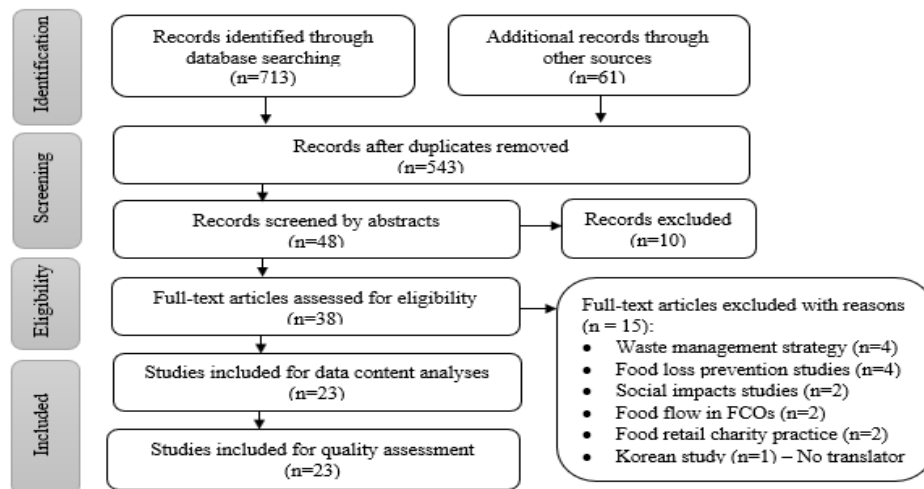 Identification
Records identified through
database searching
(n=713)
Additional records through
other sources
(n=61)
Screening
Records after duplicates removed
(n=543)
Records screened by abstracts
(n=48)
Records excluded
(n=10)
Eligibility
Full-text articles assessed for eligibility
(n=38)
Full-text articles excluded with reasons
(n = 15):
• Waste management strategy (n=4)
• Food loss prevention studies (n=4)
• Social impacts studies (n=2)
• Food flow in FCOs (n=2)
• Food retail charity practice (n=2)
• Korean study (n=1) – No translator
Included
Studies included for data content analyses
(n=23)
Studies included for quality assessment
(n=23)